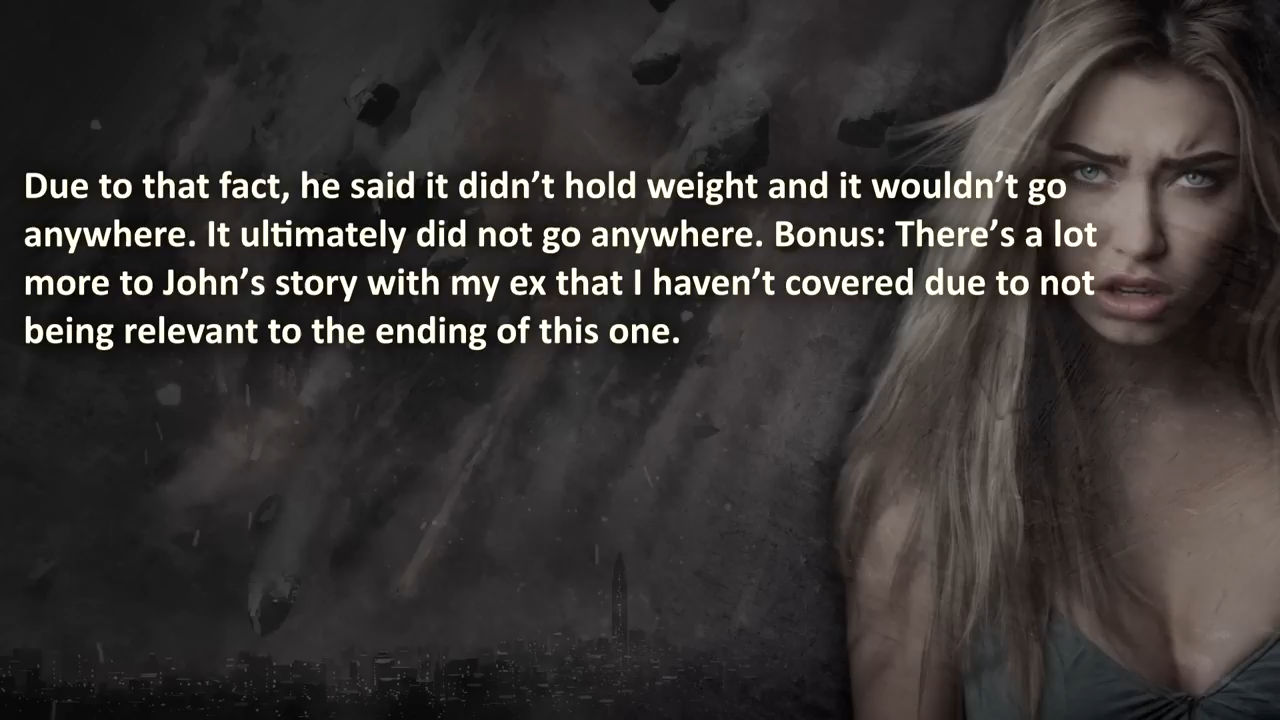 Due to that fact, he said it didn’t hold weight and it wouldn’t go
anywhere. It ultimately did not go anywhere. Bonus: There’s a lot
more to John’s story with my ex that I haven’t covered due to not
being relevant to the ending of this one.